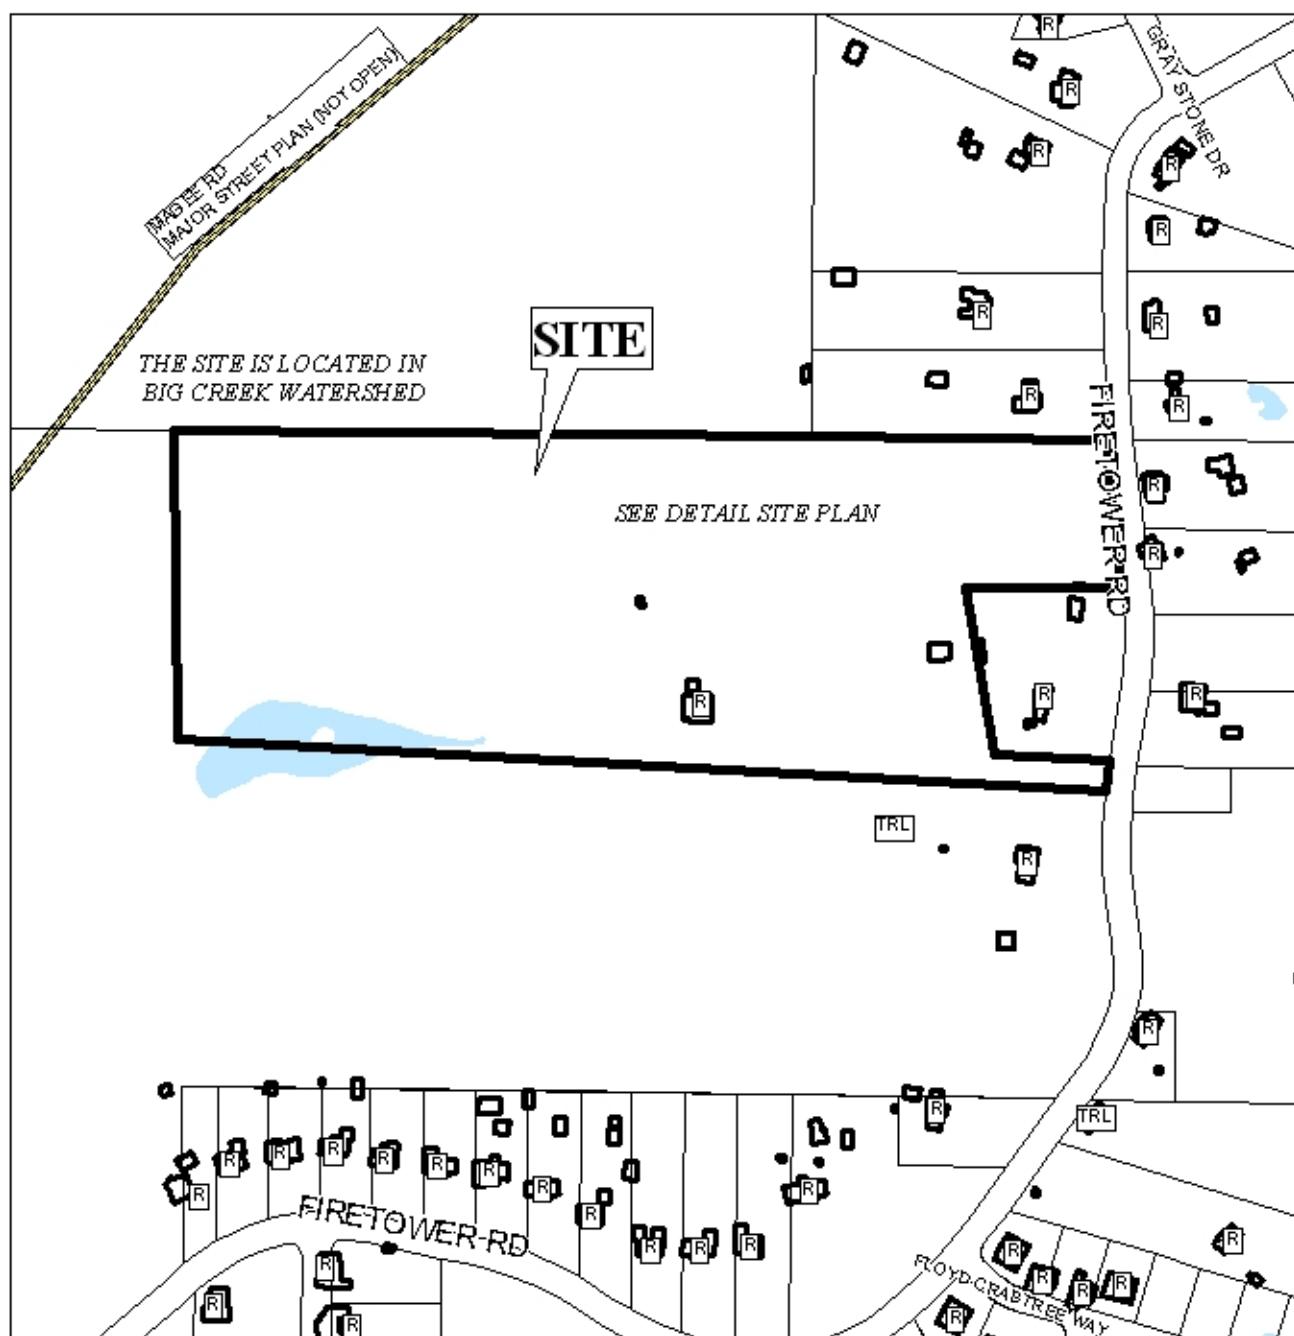 GRAY STONE DR
MAGEE RD
MAJOR STREET PLAN (NOT OPEN)
R
R
R
R
R
SITE
THE SITE IS LOCATED IN
BIG CREEK WATERSHED
R
R
R
R
FIRETOWER RD
SEE DETAIL SITE PLAN
R
R
R
R
R
TRL
R
R
R
TRL
R
R
R
R
R
R
R
R
R
R
R
R
R
FIRETOWER RD
R
R
R
R
R
FLOYD CRABTREE WAY
R
R
R
R
R
R